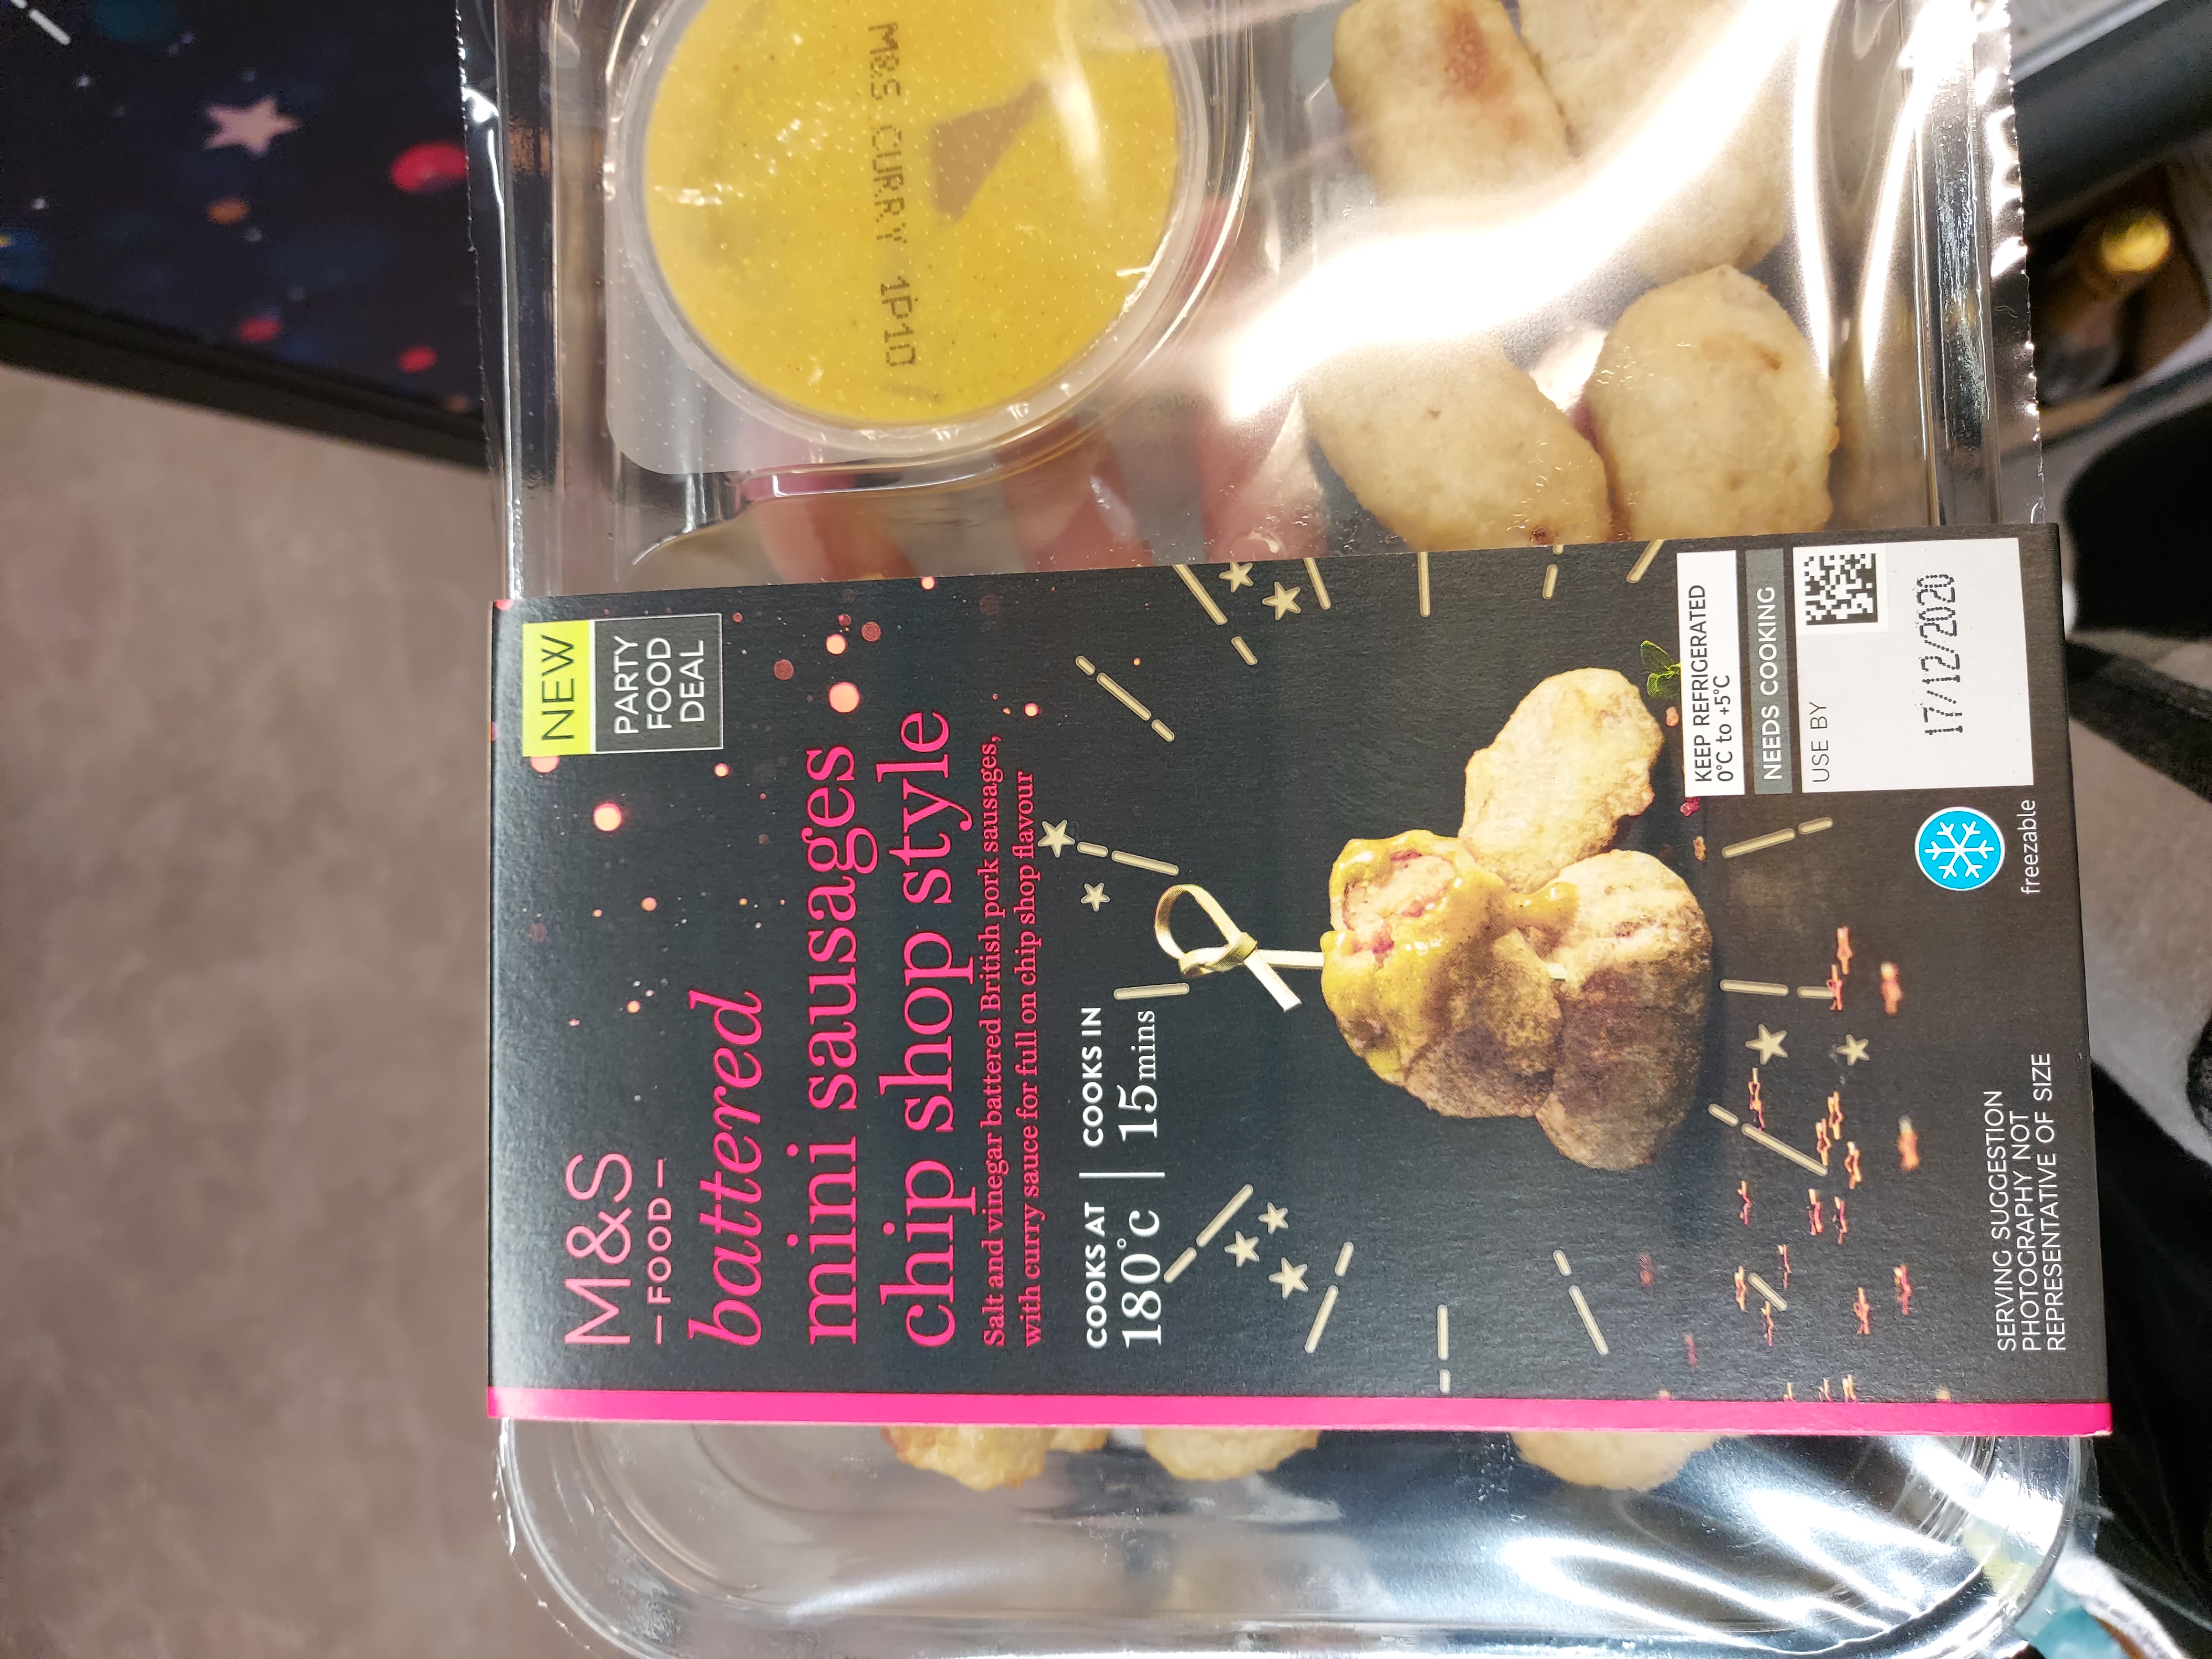 M&S
FOOD
NEW
PARTY
FOOD
DEAL
battered
mini sausages
chip shop style
Salt and vinegar battered British pork sausages,
with curry sauce for full on chip shop flavour
COOKS AT
180°c
COOKS IN
15 mins
M&S CURRY 1P10
KEEP REFRIGERATED
0°C to +5°C
NEEDS COOKING
USE BY
17/12/2020
freezable
SERVING SUGGESTION
PHOTOGRAPHY NOT
REPRESENTATIVE OF SIZE